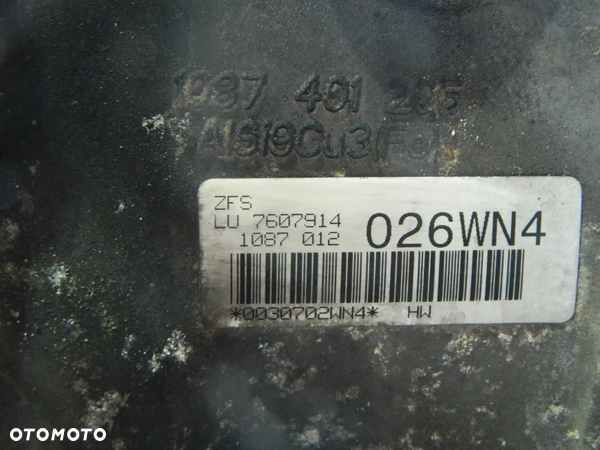 1087 401 205
AlSi9Cu3(Fe)
ZFS
LU 7607914
1087 012
026WN4
*0030702WN4* HW
OTOMOTO